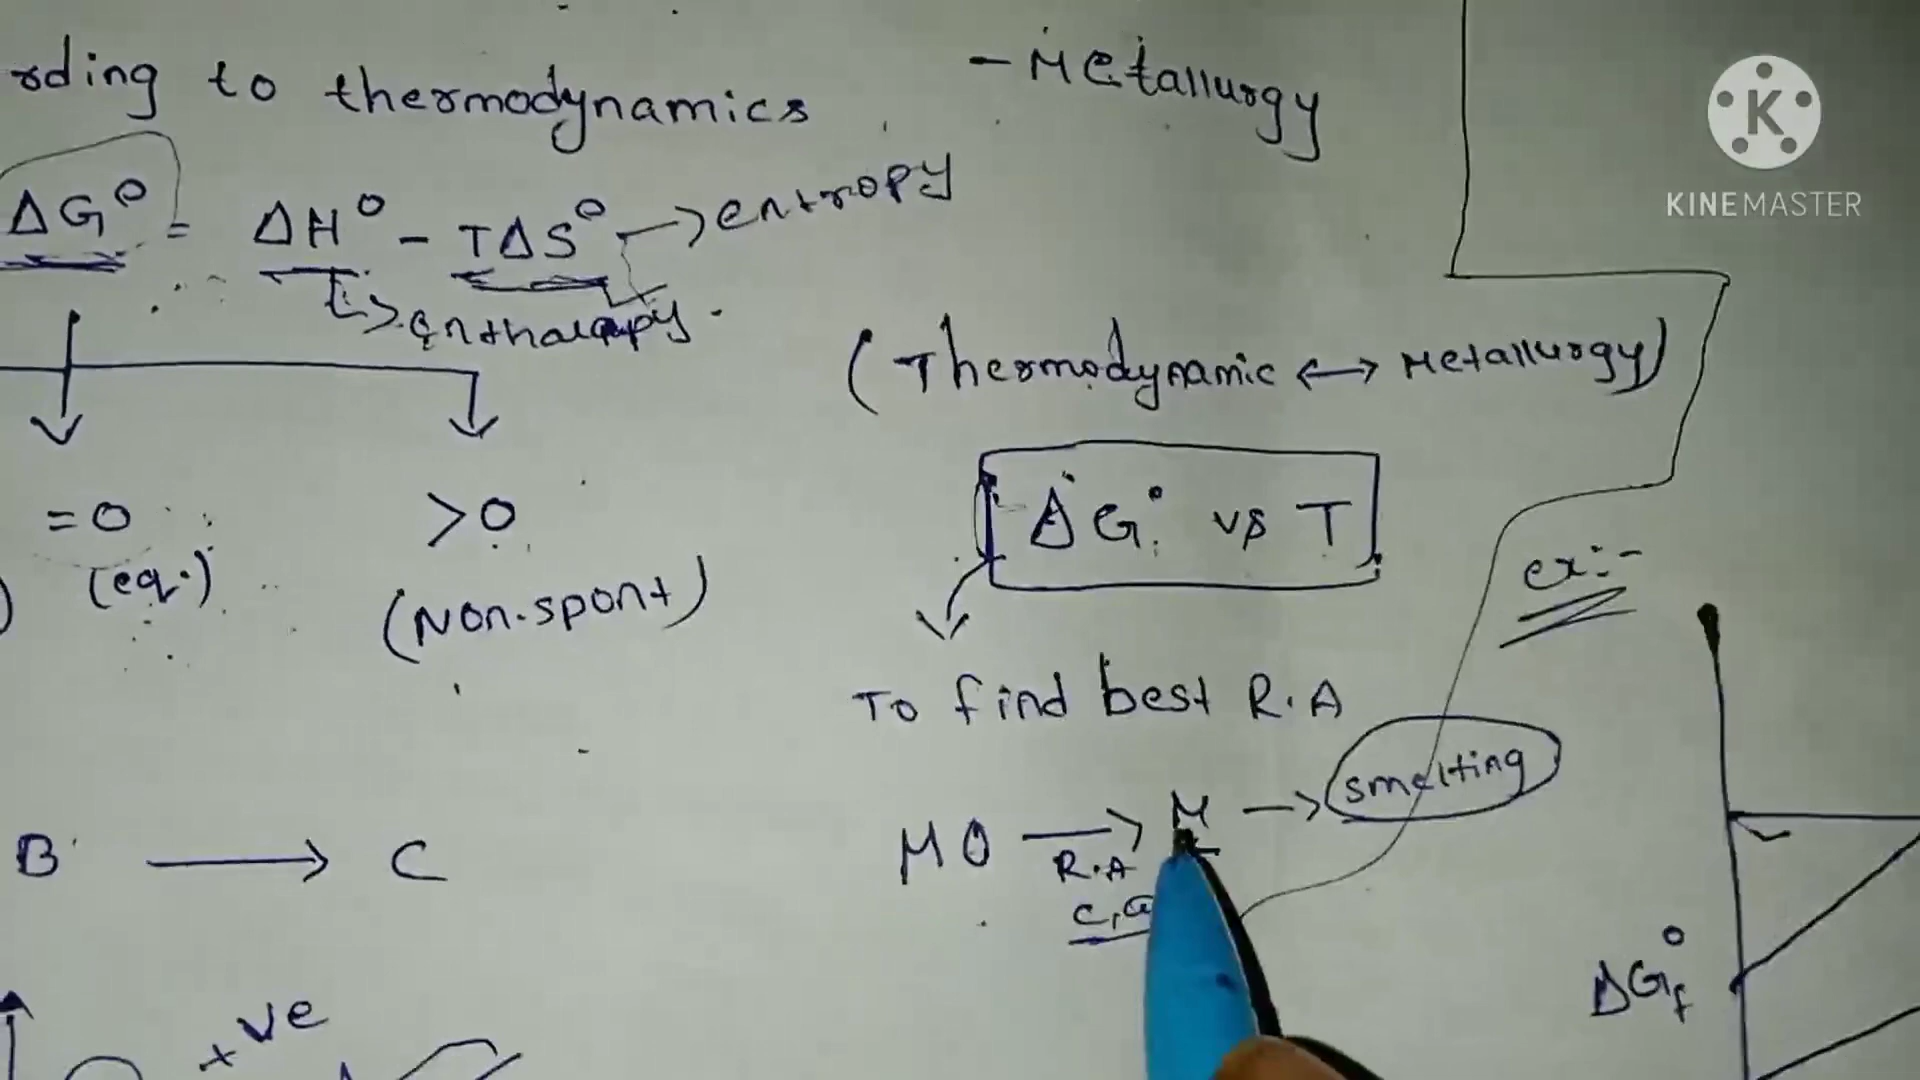 rding to thermodynamics
ΔG° = ΔH° - TΔS° → entropy
→ enthalpy.
= 0
(eq.)
> 0
(Non-spont)
B → C
+ve
- Metallurgy
(Thermodynamic ↔ Metallurgy)
ΔG° vs T
To find best R.A
MO → M → smelting
R.A
C,
ex:-
ΔG°f
K
KINEMASTER